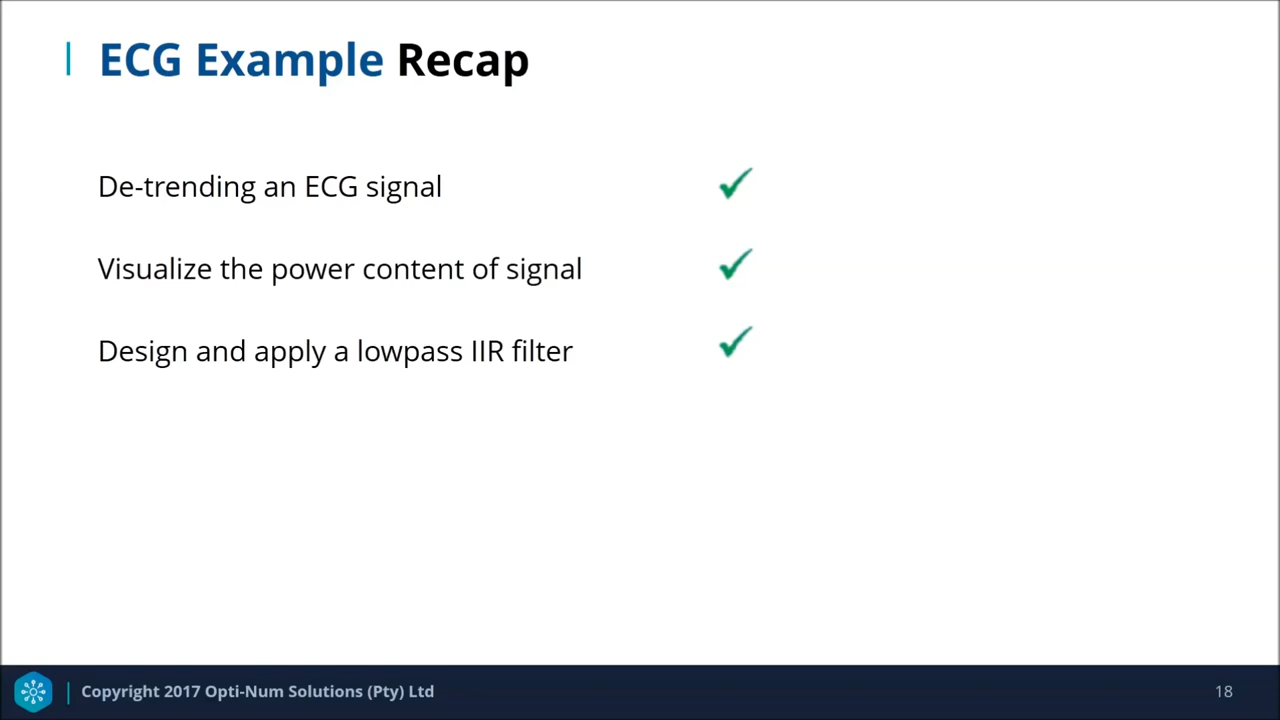 ECG Example Recap
De-trending an ECG signal
Visualize the power content of signal
Design and apply a lowpass IIR filter
Copyright 2017 Opti-Num Solutions (Pty) Ltd
18